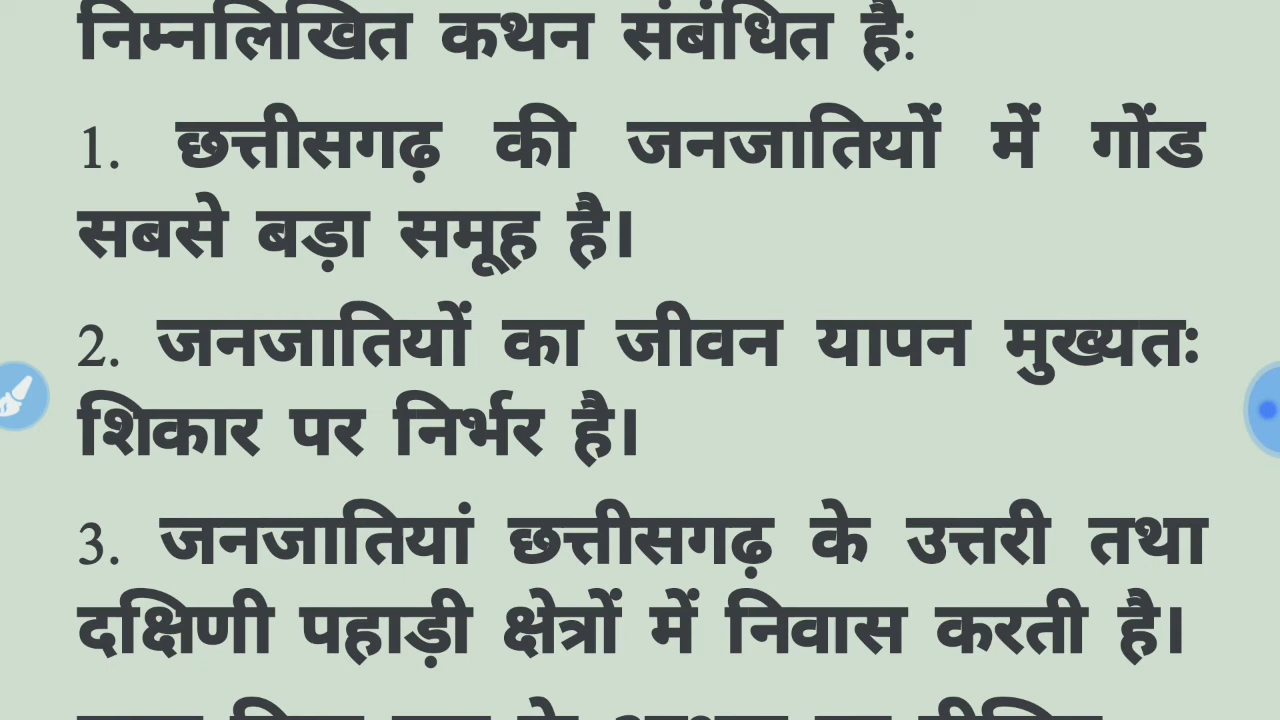 निम्नलिखित कथन संबंधित है:
1. छत्तीसगढ़ की जनजातियों में गोंड
सबसे बड़ा समूह है।
2. जनजातियों का जीवन यापन मुख्यतः
शिकार पर निर्भर है।
3. जनजातियां छत्तीसगढ़ के उत्तरी तथा
दक्षिणी पहाड़ी क्षेत्रों में निवास करती है।